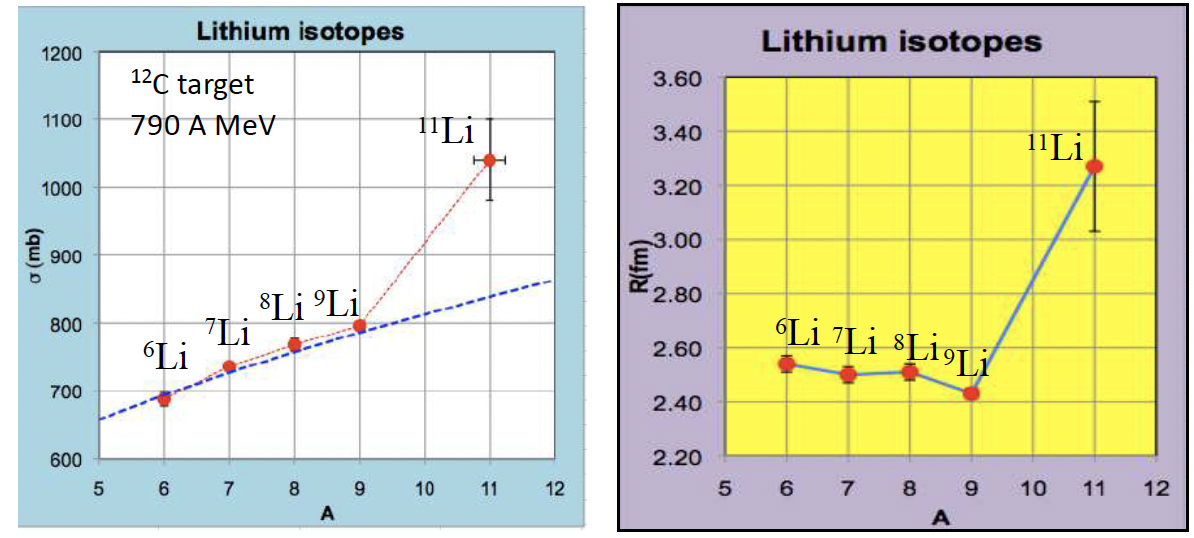 Lithium isotopes
1200
1100
1000
900
800
700
600
σ (mb)
¹²C target
790 A MeV
¹¹Li
⁸Li ⁹Li
⁷Li
⁶Li
5 6 7 8 9 10 11 12
A
Lithium isotopes
3.60
3.40
3.20
3.00
2.80
2.60
2.40
2.20
R(fm)
¹¹Li
⁶Li ⁷Li ⁸Li ⁹Li
5 6 7 8 9 10 11 12
A